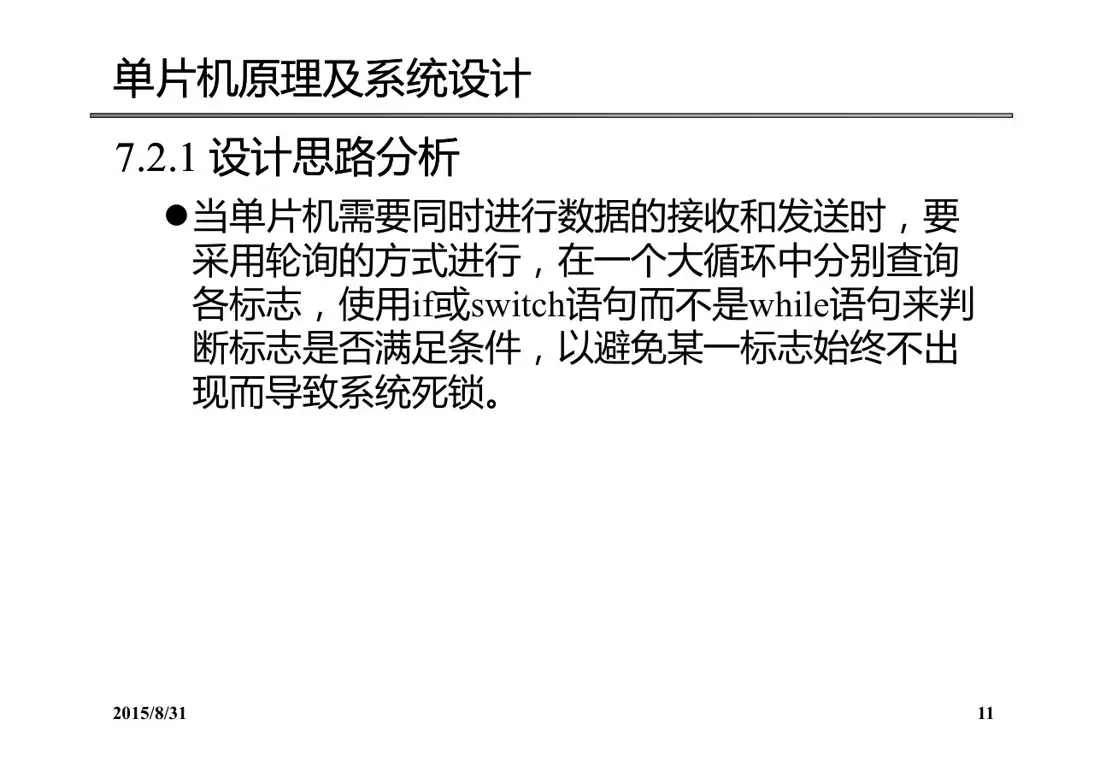 单片机原理及系统设计
7.2.1 设计思路分析
●当单片机需要同时进行数据的接收和发送时，要
采用轮询的方式进行，在一个大循环中分别查询
各标志，使用if或switch语句而不是while语句来判
断标志是否满足条件，以避免某一标志始终不出
现而导致系统死锁。
2015/8/31
11